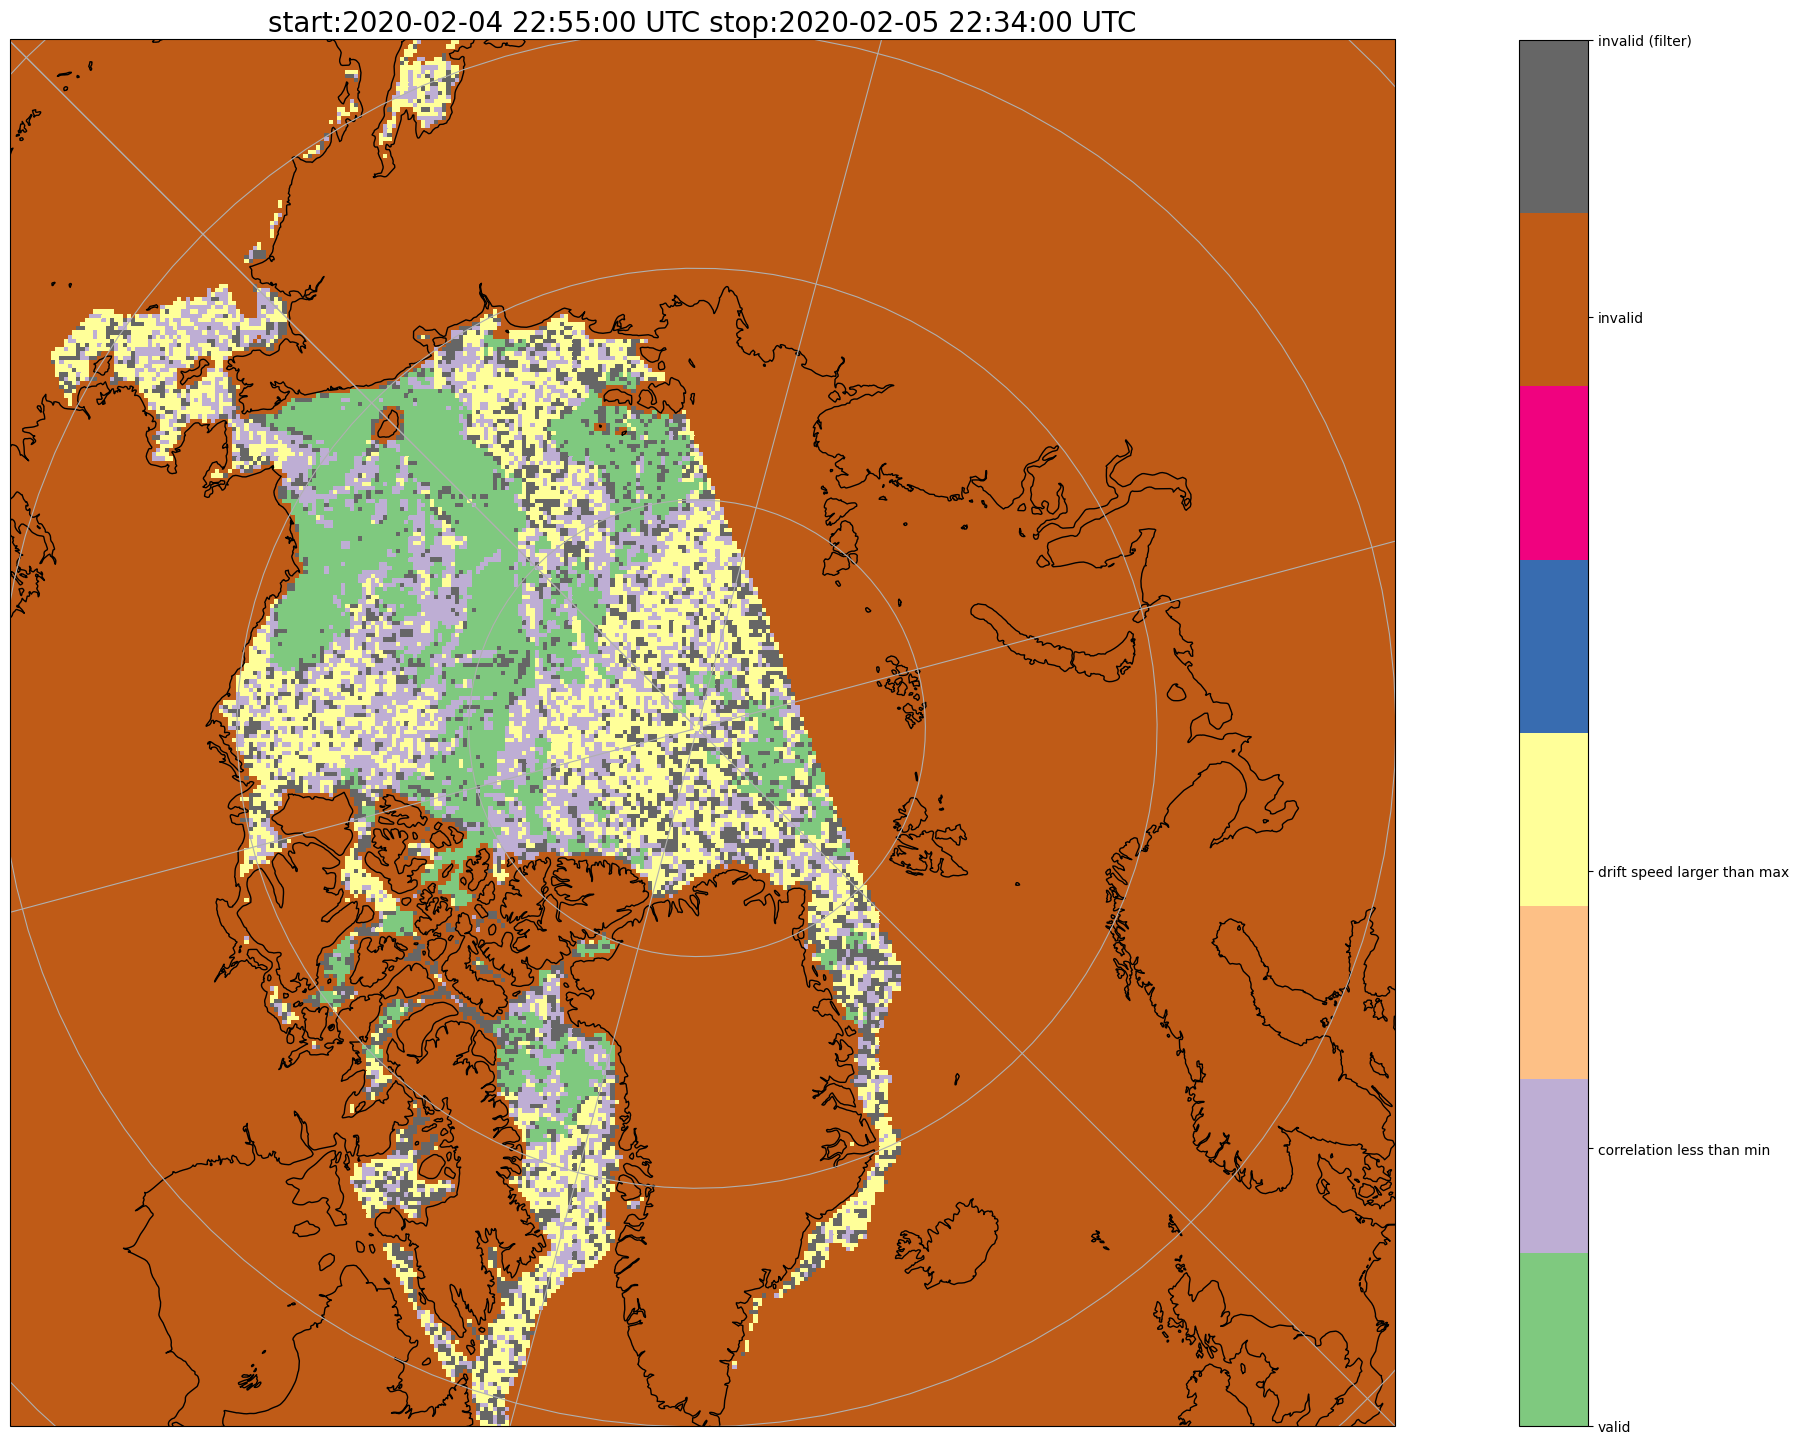 start:2020-02-04 22:55:00 UTC stop:2020-02-05 22:34:00 UTC
invalid (filter)
invalid
drift speed larger than max
correlation less than min
valid